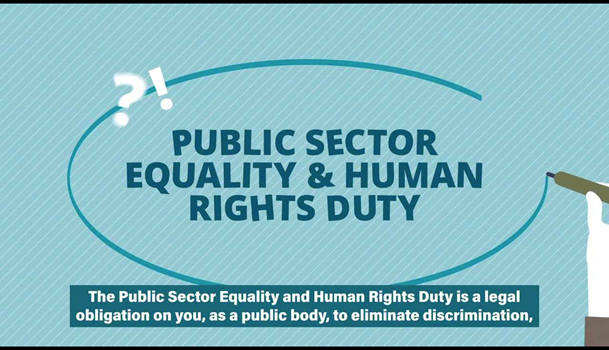 ?!
PUBLIC SECTOR
EQUALITY & HUMAN
RIGHTS DUTY
The Public Sector Equality and Human Rights Duty is a legal
obligation on you, as a public body, to eliminate discrimination,